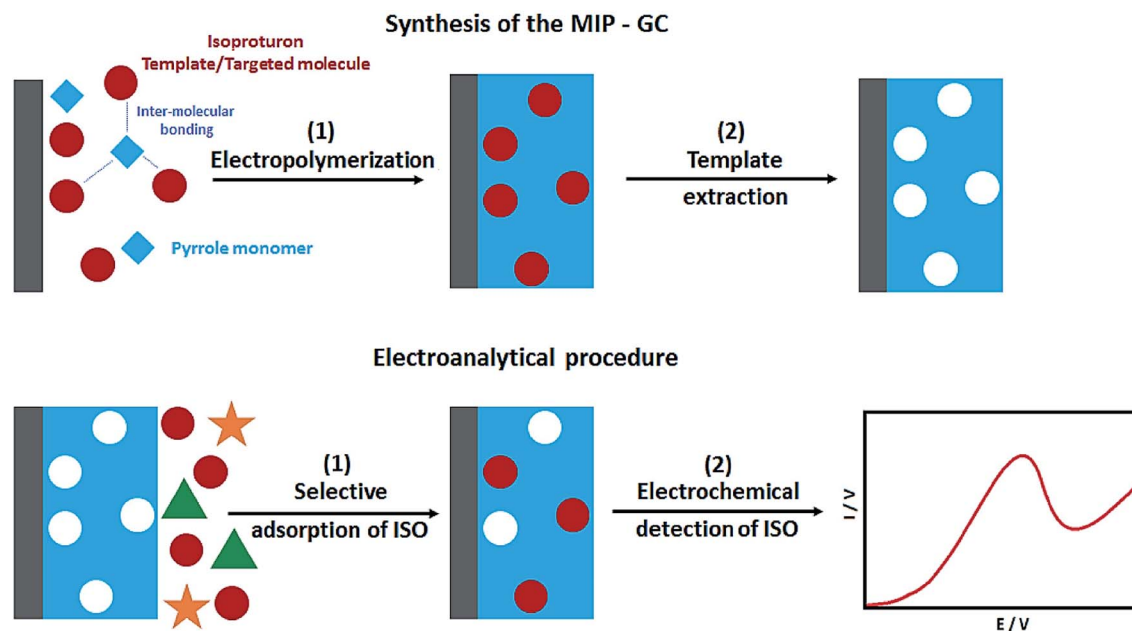 Synthesis of the MIP - GC
Isoproturon
Template/Targeted molecule
Inter-molecular
bonding
(1)
Electropolymerization
(2)
Template
extraction
Pyrrole monomer
Electroanalytical procedure
(1)
Selective
adsorption of ISO
(2)
Electrochemical
detection of ISO
I / V
E / V